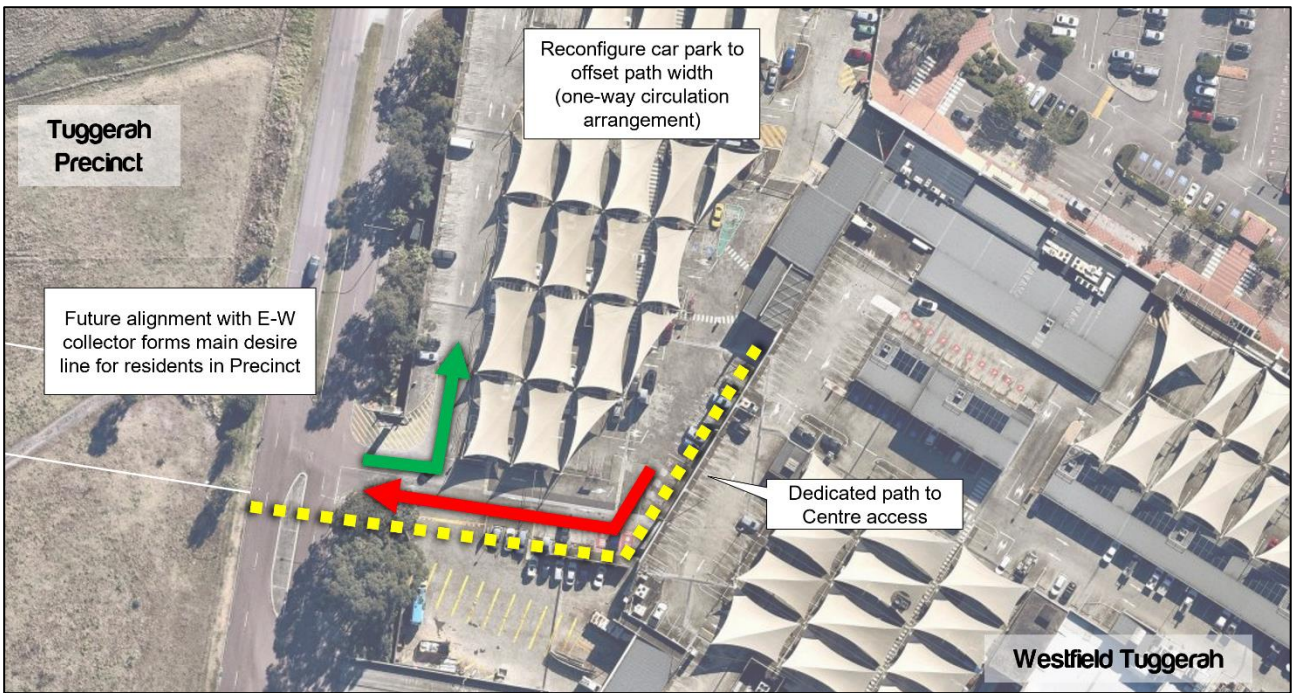 Reconfigure car park to
offset path width
(one-way circulation
arrangement)
Tuggerah
Precinct
Future alignment with E-W
collector forms main desire
line for residents in Precinct
Dedicated path to
Centre access
Westfield Tuggerah